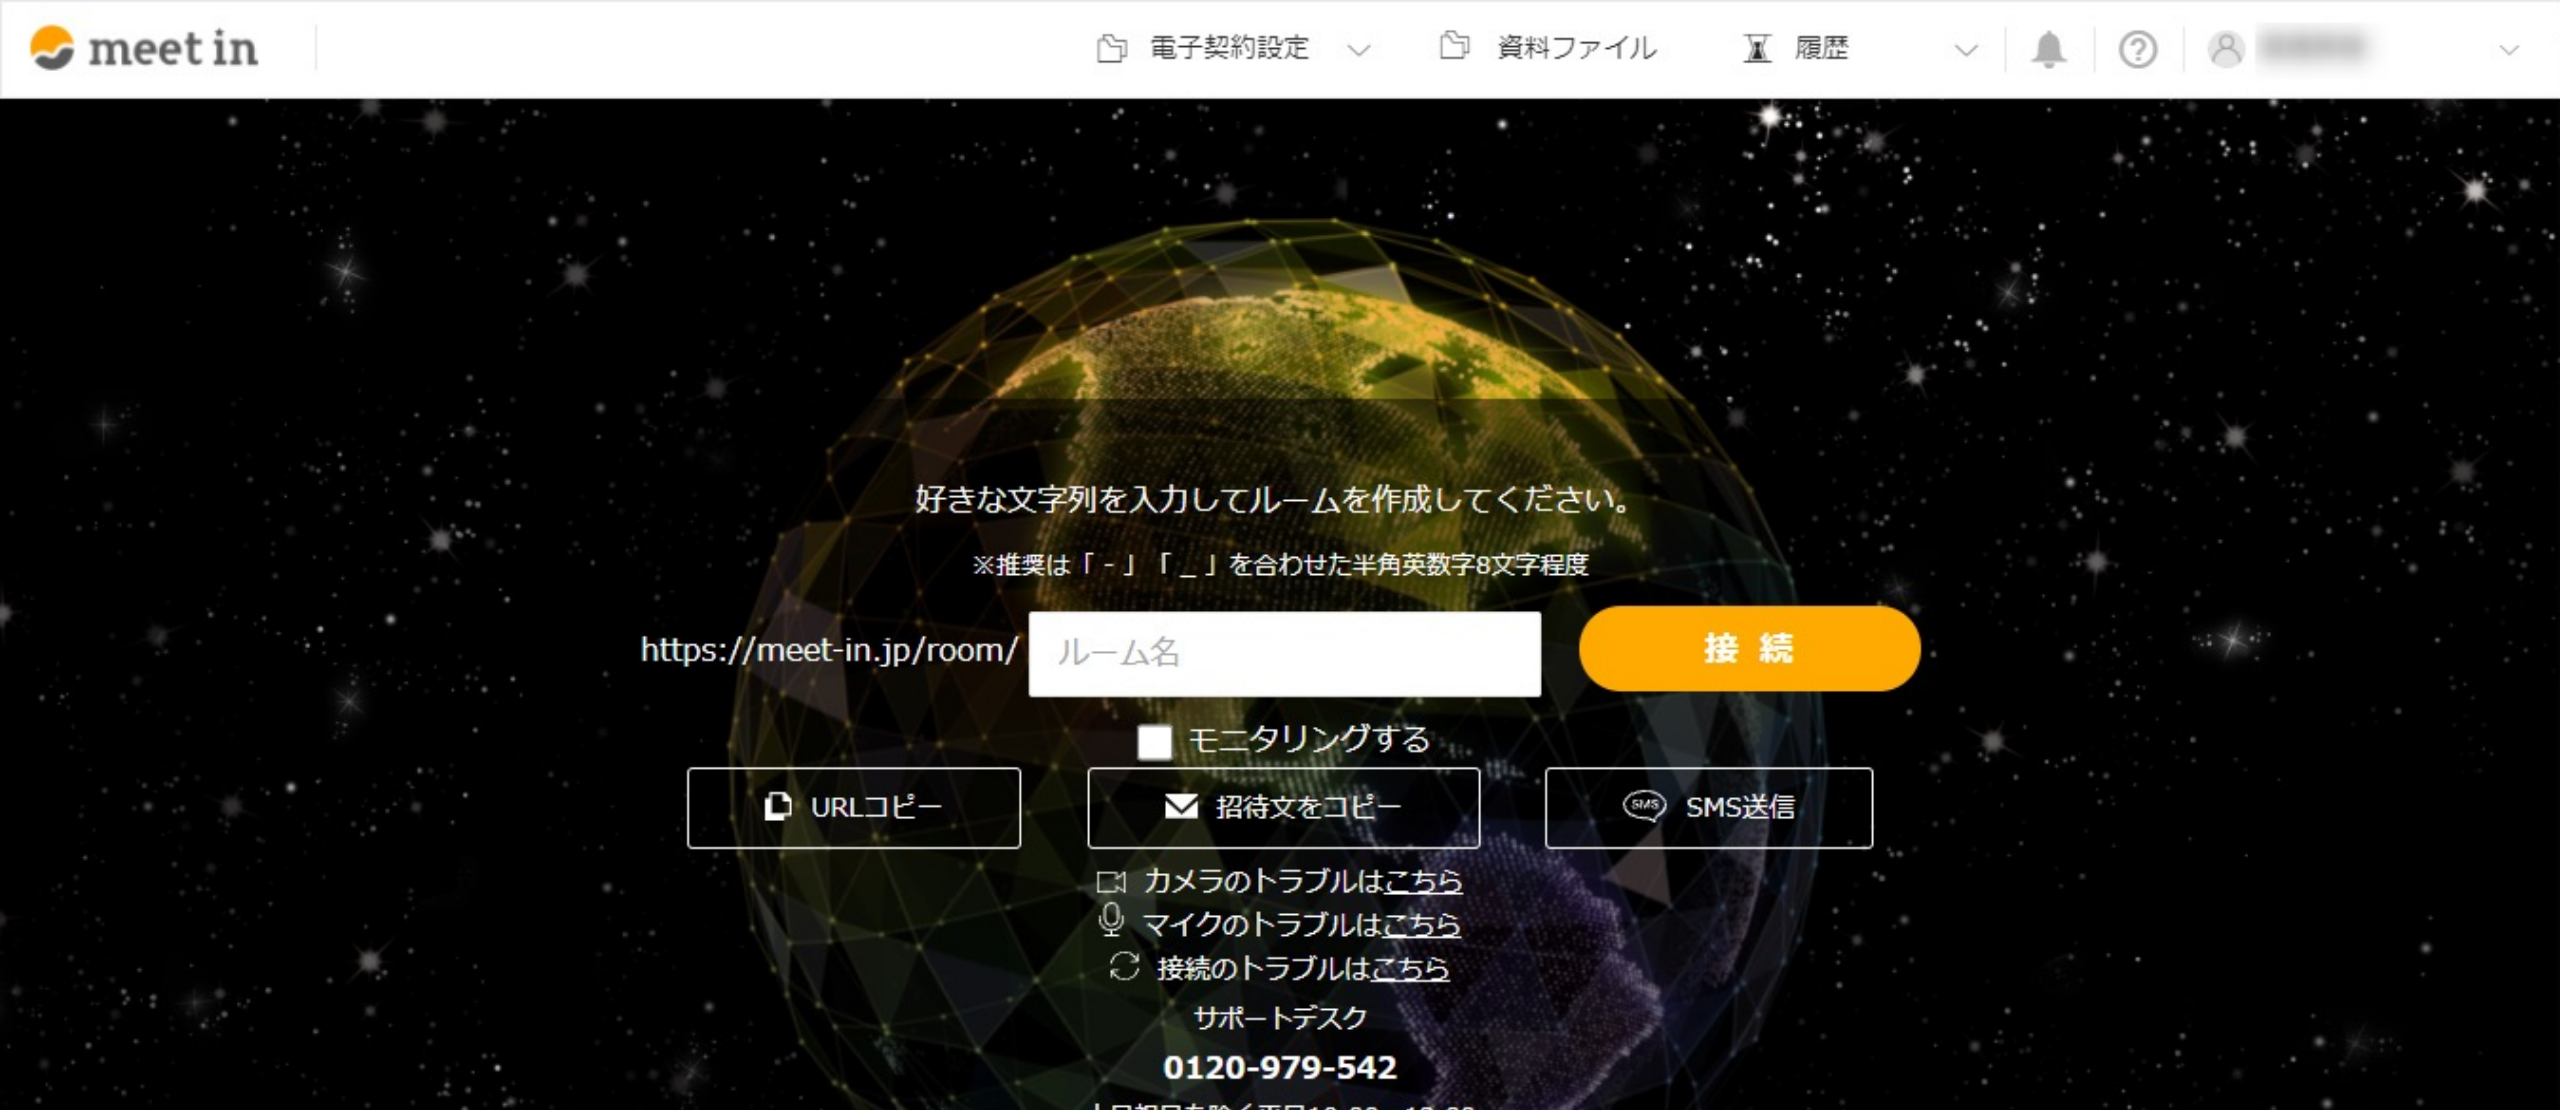 meet in
電子契約設定
資料ファイル
履歴
好きな文字列を入力してルームを作成してください。
※推奨は「 - 」「 _ 」を合わせた半角英数字8文字程度
https://meet-in.jp/room/
ルーム名
接 続
モニタリングする
URLコピー
招待文をコピー
SMS SMS送信
カメラのトラブルはこちら
マイクのトラブルはこちら
接続のトラブルはこちら
サポートデスク
0120-979-542